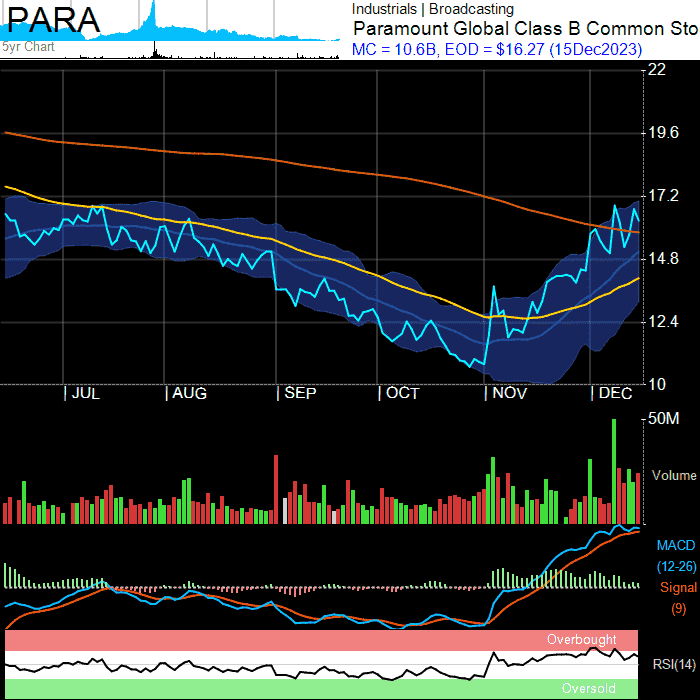 PARA
5yr Chart
Industrials | Broadcasting
Paramount Global Class B Common Sto
MC = 10.6B, EOD = $16.27 (15Dec2023)
22
19.6
17.2
14.8
12.4
10
| JUL | AUG | SEP | OCT | NOV | DEC
50M
Volume
MACD
(12-26)
Signal
(9)
Overbought
RSI(14)
Oversold